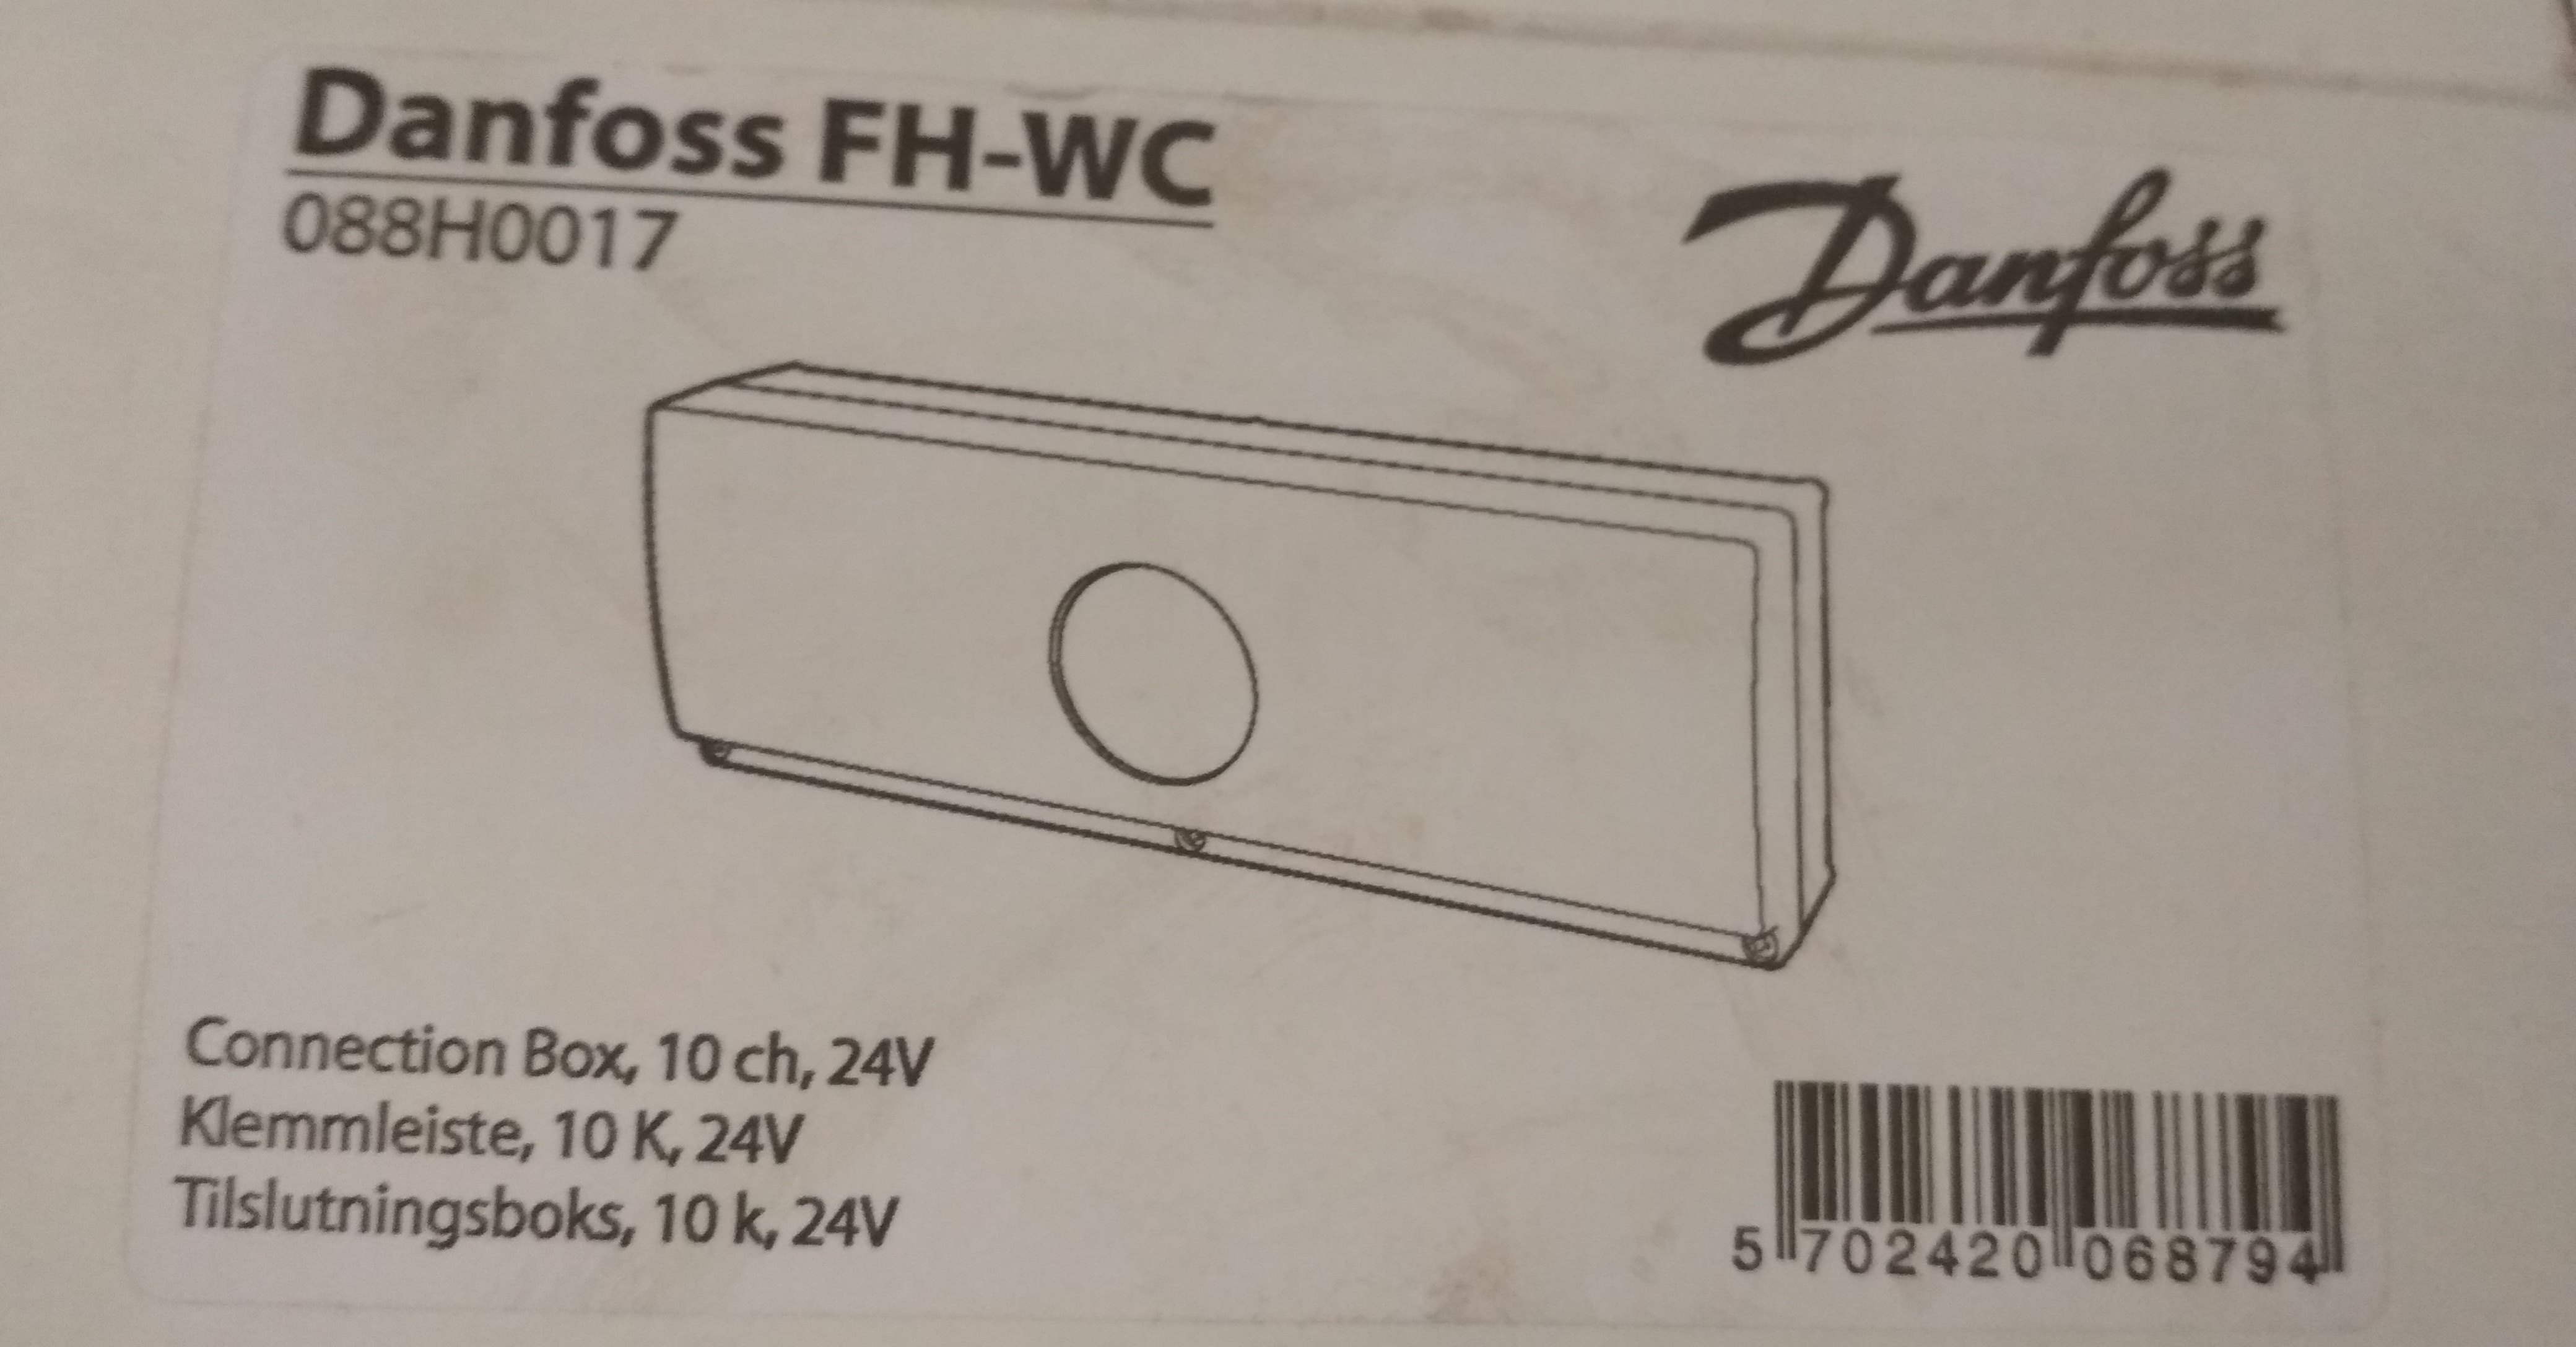 Danfoss FH-WC
088H0017
Danfoss
Connection Box, 10 ch, 24V
Klemmleiste, 10 K, 24V
Tilslutningsboks, 10 k, 24V
5 702420 068794